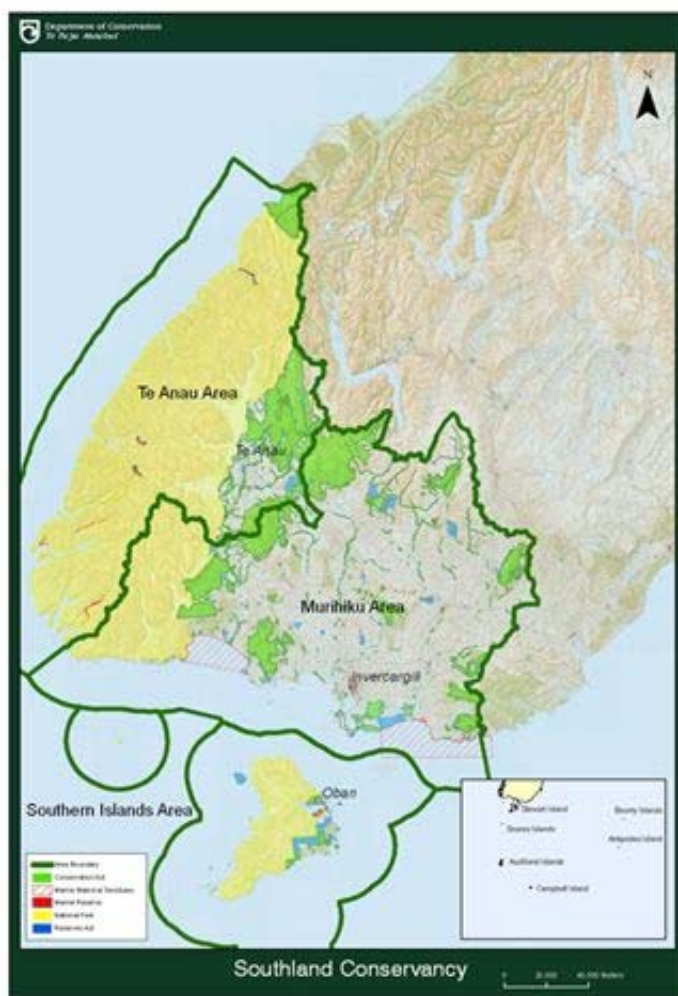 Department of Conservation
Te Papa Atawhai
N
Te Anau Area
Te Anau
Murihiku Area
Invercargill
Oban
Southern Islands Area
Stewart Island
Snares Islands
Bounty Islands
Antipodes Island
Auckland Islands
Campbell Island
Area Boundary
Conservation Act
Marine Mammal Sanctuary
Marine Reserve
National Park
Reserves Act
Southland Conservancy
0